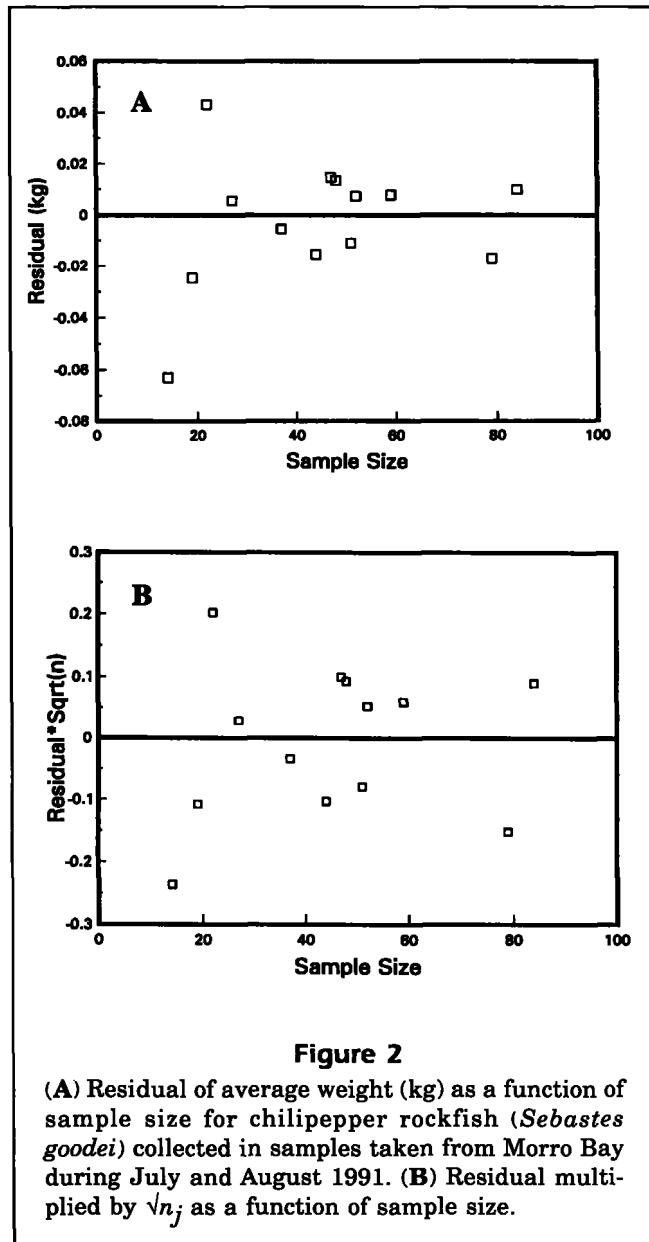 0.06
0.04
0.02
0
-0.02
-0.04
-0.06
-0.08
A
Residual (kg)
0 20 40 60 80 100
Sample Size
0.3
0.2
0.1
0
-0.1
-0.2
-0.3
B
Residual*Sqrt(n)
0 20 40 60 80 100
Sample Size
Figure 2
(A) Residual of average weight (kg) as a function of
sample size for chilipepper rockfish (Sebastes
goodei) collected in samples taken from Morro Bay
during July and August 1991. (B) Residual multi-
plied by √nj as a function of sample size.